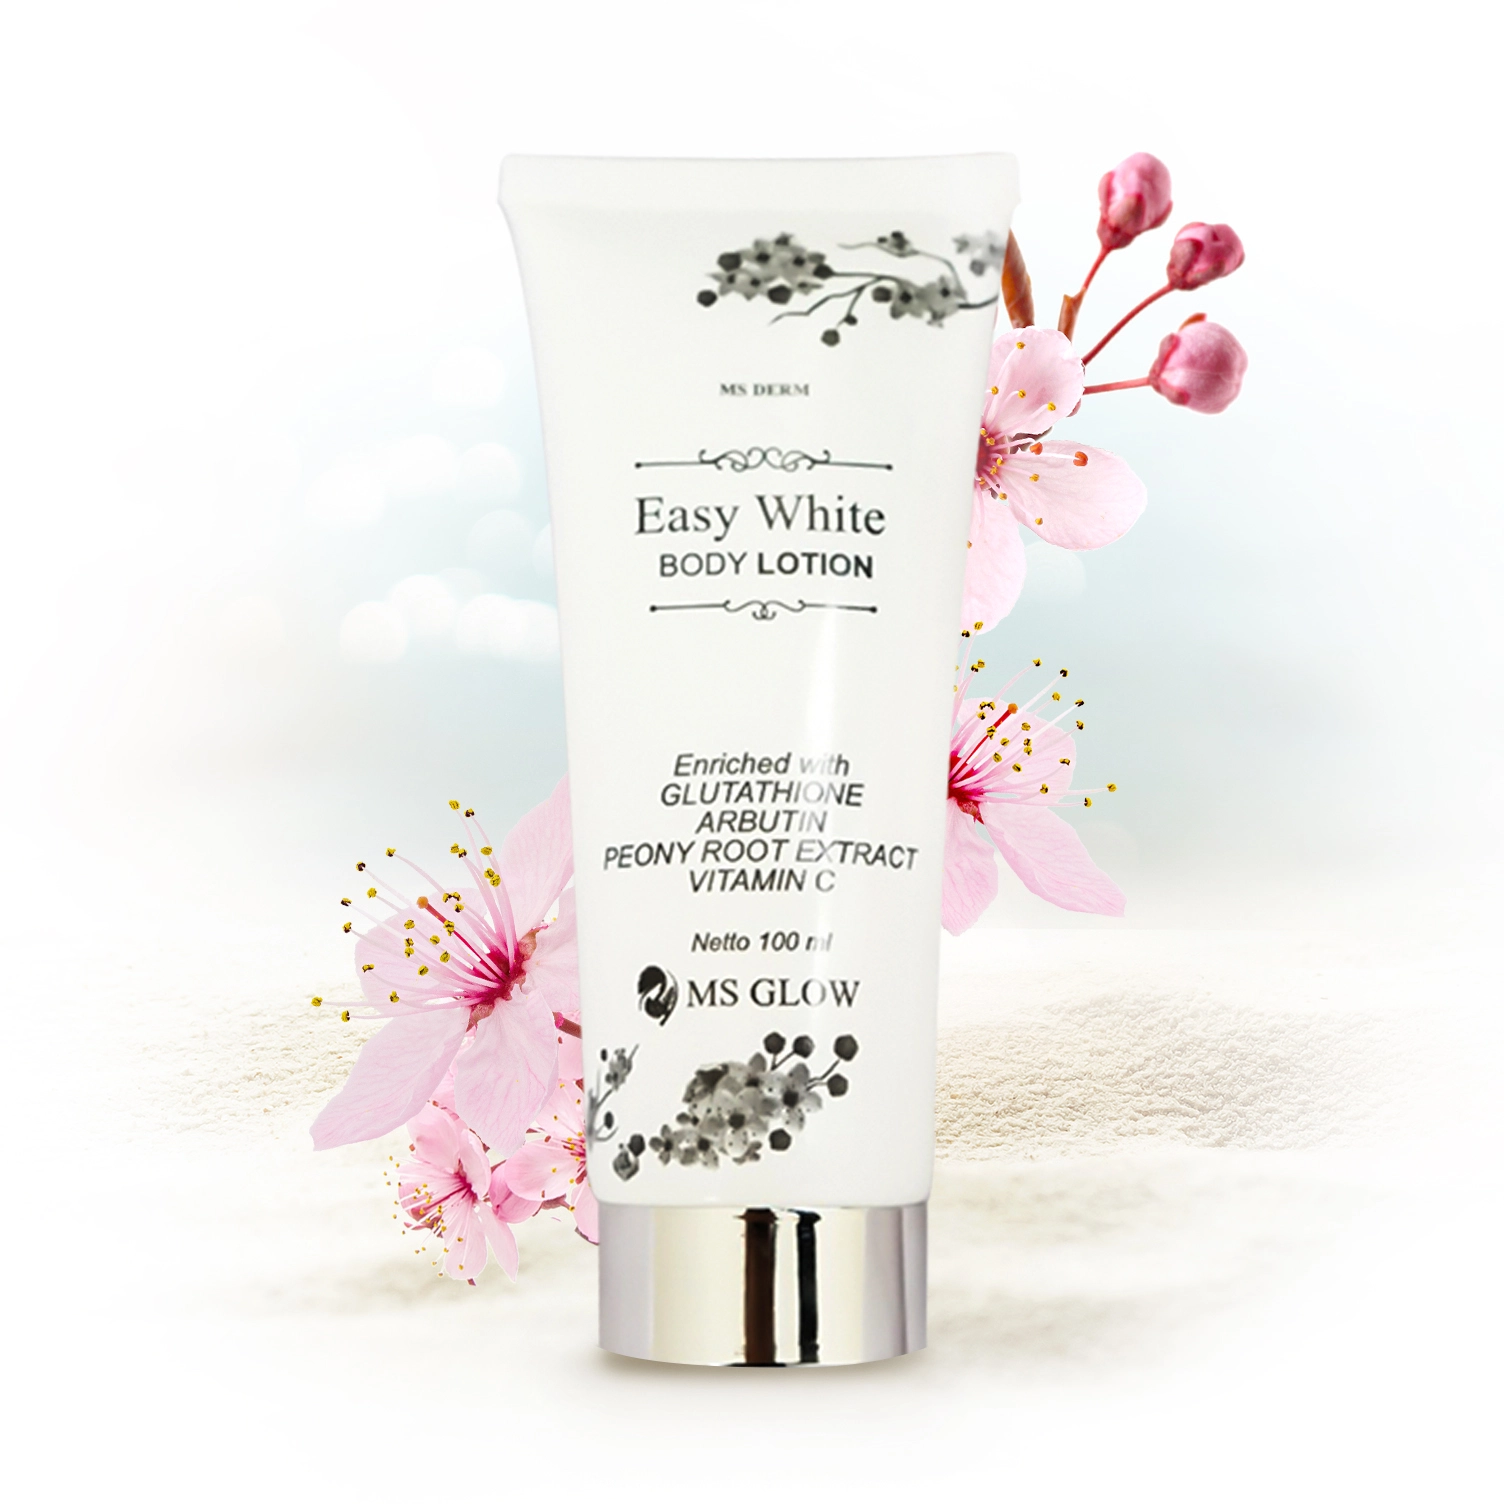 MS DERM
Easy White
BODY LOTION
Enriched with
GLUTATHIONE
ARBUTIN
PEONY ROOT EXTRACT
VITAMIN C
Netto 100 ml
MS GLOW